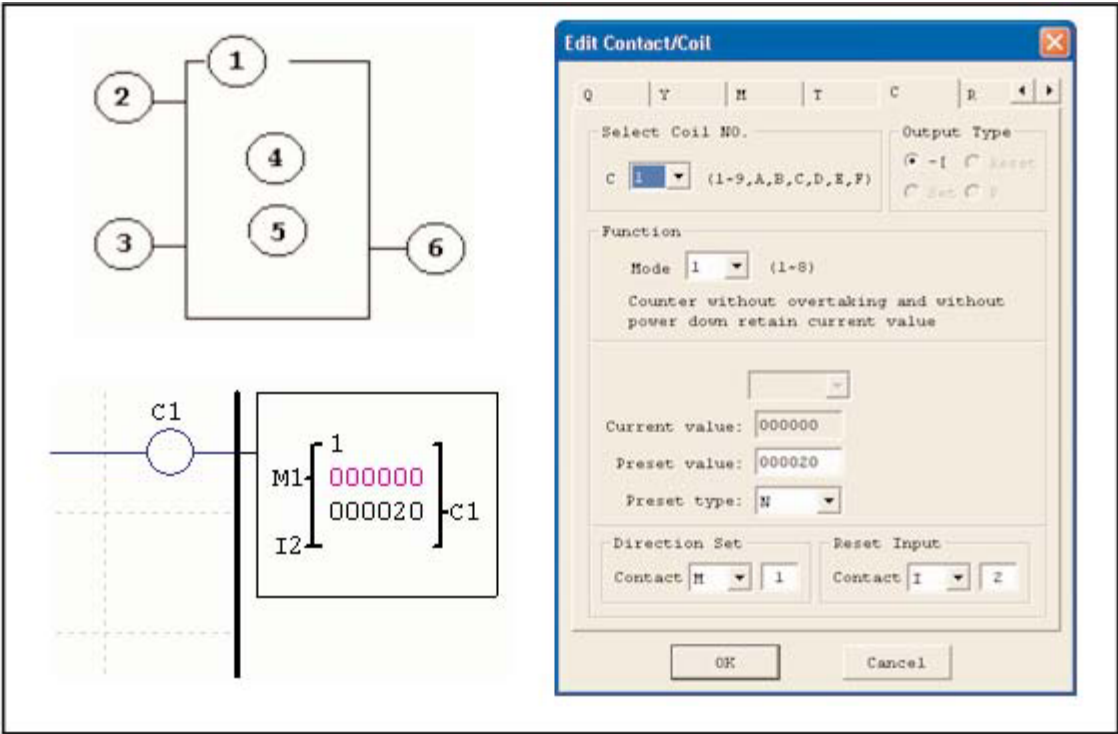 1
2
4
3
5
6
C1
M1
1
000000
000020
C1
I2
Edit Contact/Coil
Q Y M T C R
Select Coil NO.
C 1 (1-9,A,B,C,D,E,F)
Output Type
-[ Reset
Set P
Function
Mode 1 (1-8)
Counter without overtaking and without
power down retain current value
Current value: 000000
Preset value: 000020
Preset type: N
Direction Set
Contact M 1
Reset Input
Contact I 2
OK Cancel